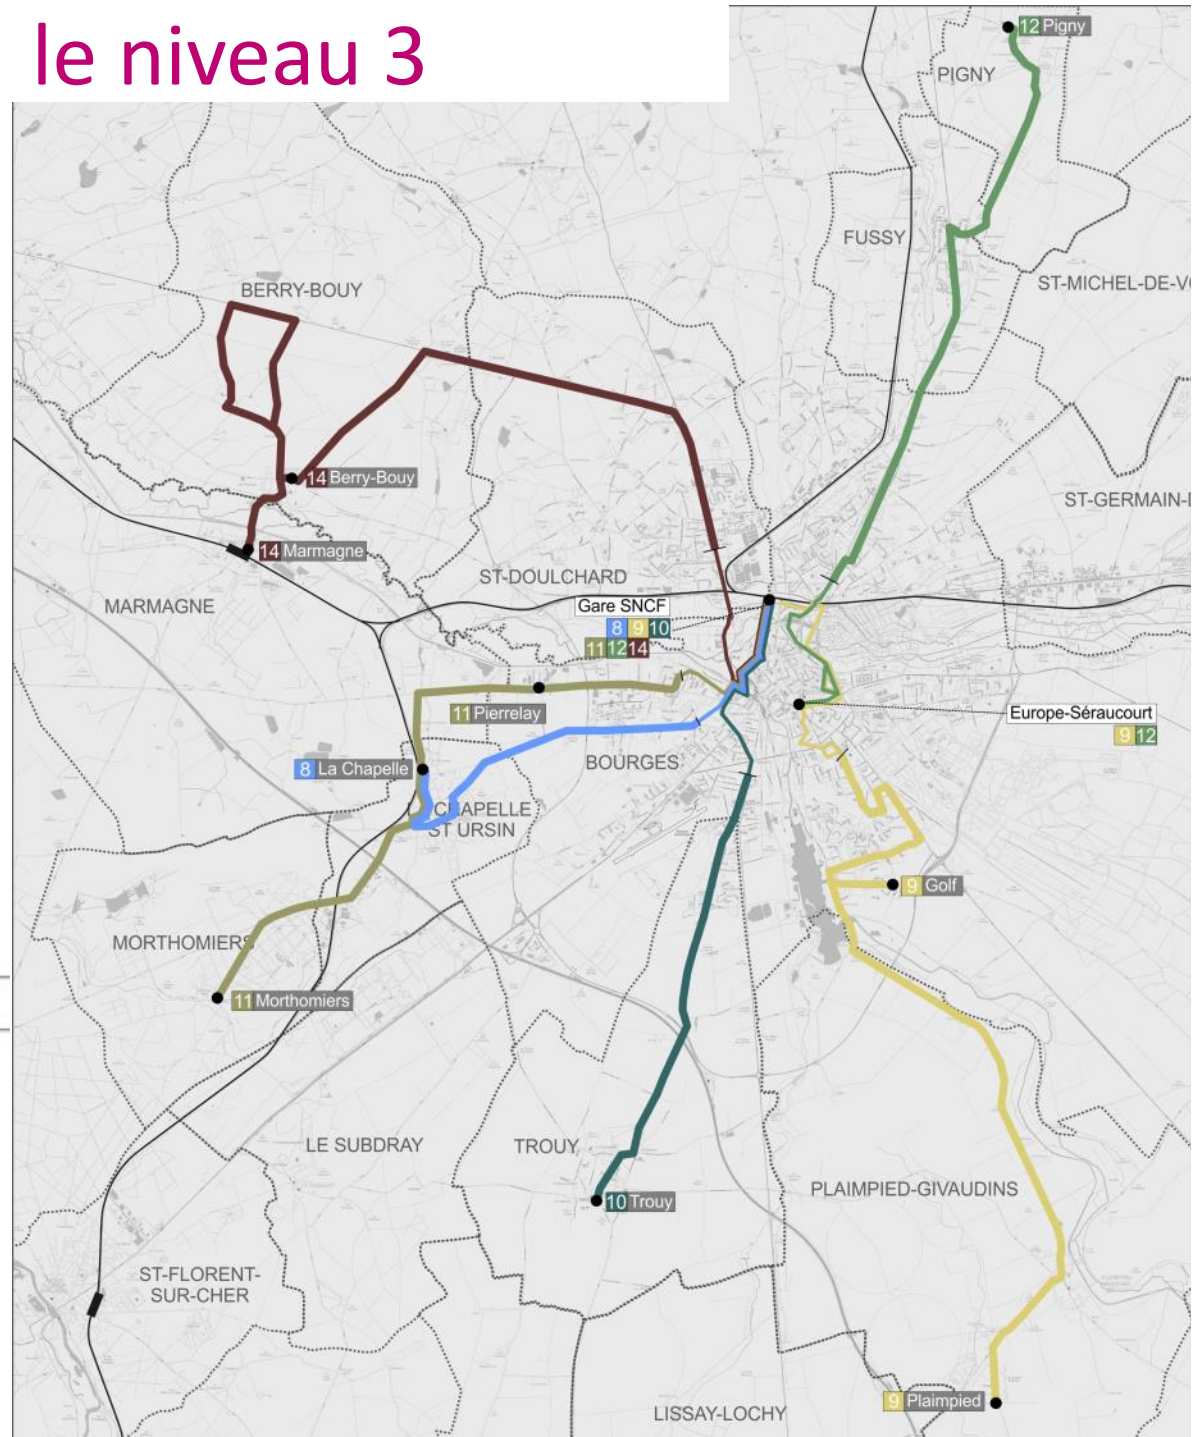 le niveau 3
12 Pigny
PIGNY
FUSSY
ST-MICHEL-DE-VO
BERRY-BOUY
14 Berry-Bouy
ST-GERMAIN-D
14 Marmagne
ST-DOULCHARD
MARMAGNE
Gare SNCF
8 9 10
11 12 14
11 Pierrelay
Europe-Séraucourt
9 12
8 La Chapelle
BOURGES
CHAPELLE
ST URSIN
9 Golf
MORTHOMIERS
11 Morthomiers
LE SUBDRAY
TROUY
PLAIMPIED-GIVAUDINS
10 Trouy
ST-FLORENT-
SUR-CHER
9 Plaimpied
LISSAY-LOCHY